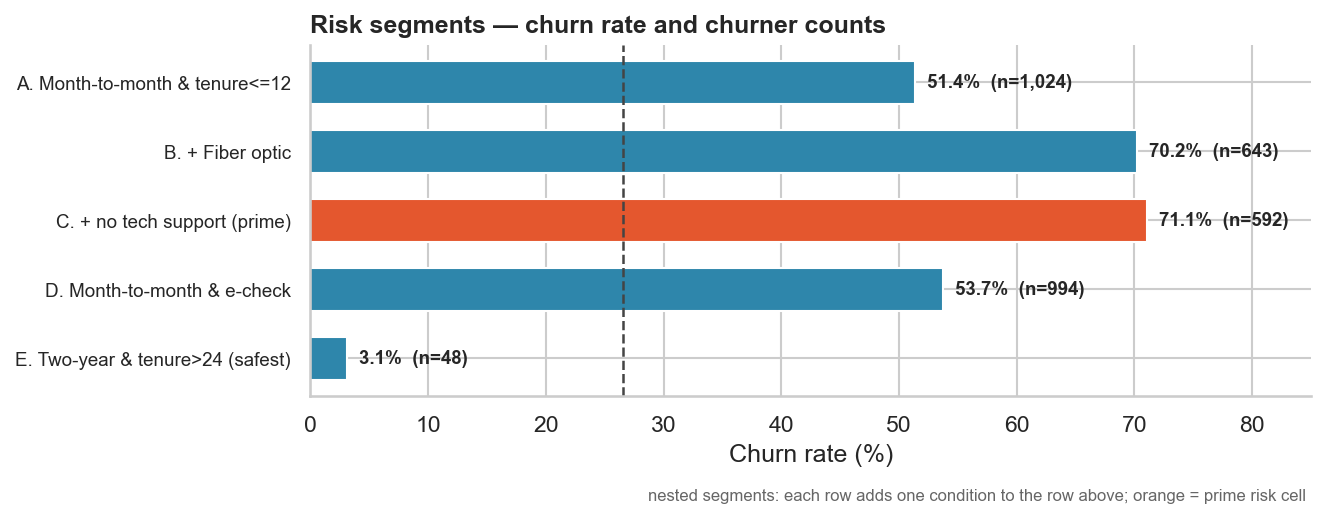 Risk segments — churn rate and churner counts
A. Month-to-month & tenure<=12
51.4% (n=1,024)
B. + Fiber optic
70.2% (n=643)
C. + no tech support (prime)
71.1% (n=592)
D. Month-to-month & e-check
53.7% (n=994)
E. Two-year & tenure>24 (safest)
3.1% (n=48)
0 10 20 30 40 50 60 70 80
Churn rate (%)
nested segments: each row adds one condition to the row above; orange = prime risk cell